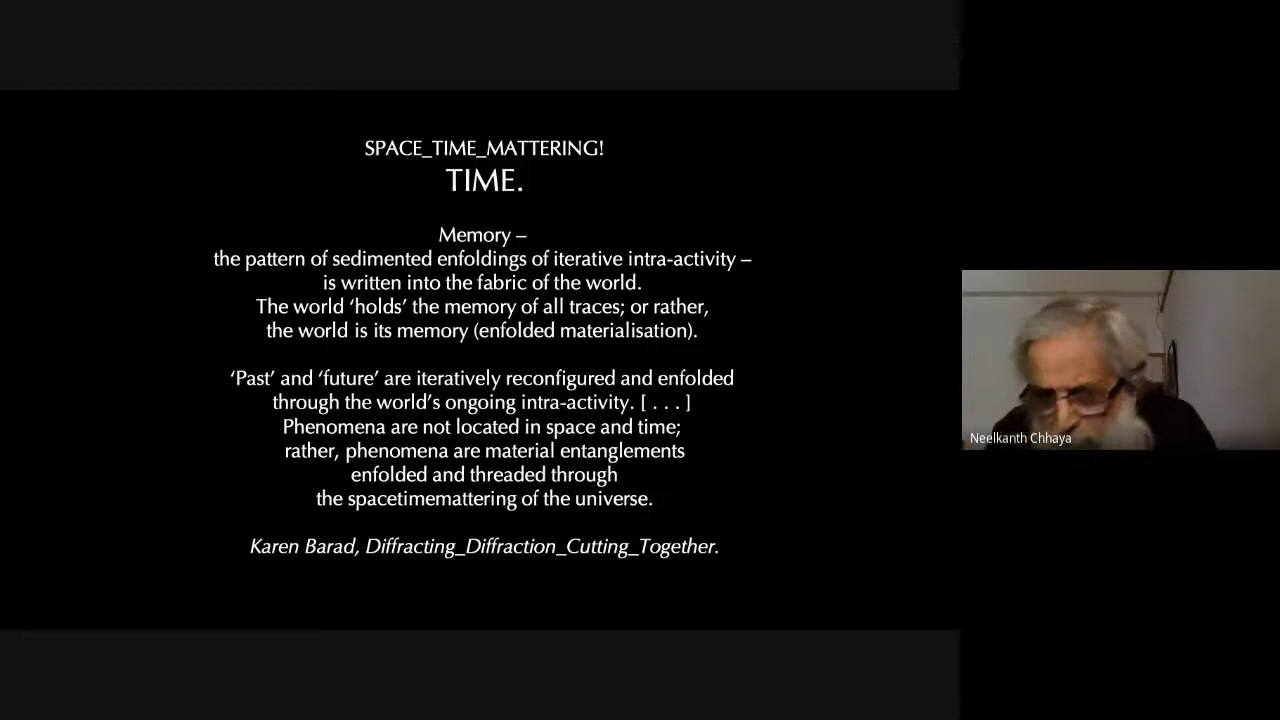 SPACE_TIME_MATTERING!
TIME.
Memory –
the pattern of sedimented enfoldings of iterative intra-activity –
is written into the fabric of the world.
The world ‘holds’ the memory of all traces; or rather,
the world is its memory (enfolded materialisation).
‘Past’ and ‘future’ are iteratively reconfigured and enfolded
through the world’s ongoing intra-activity. [ . . . ]
Phenomena are not located in space and time;
rather, phenomena are material entanglements
enfolded and threaded through
the spacetimemattering of the universe.
Karen Barad, Diffracting_Diffraction_Cutting_Together.
Neelkanth Chhaya